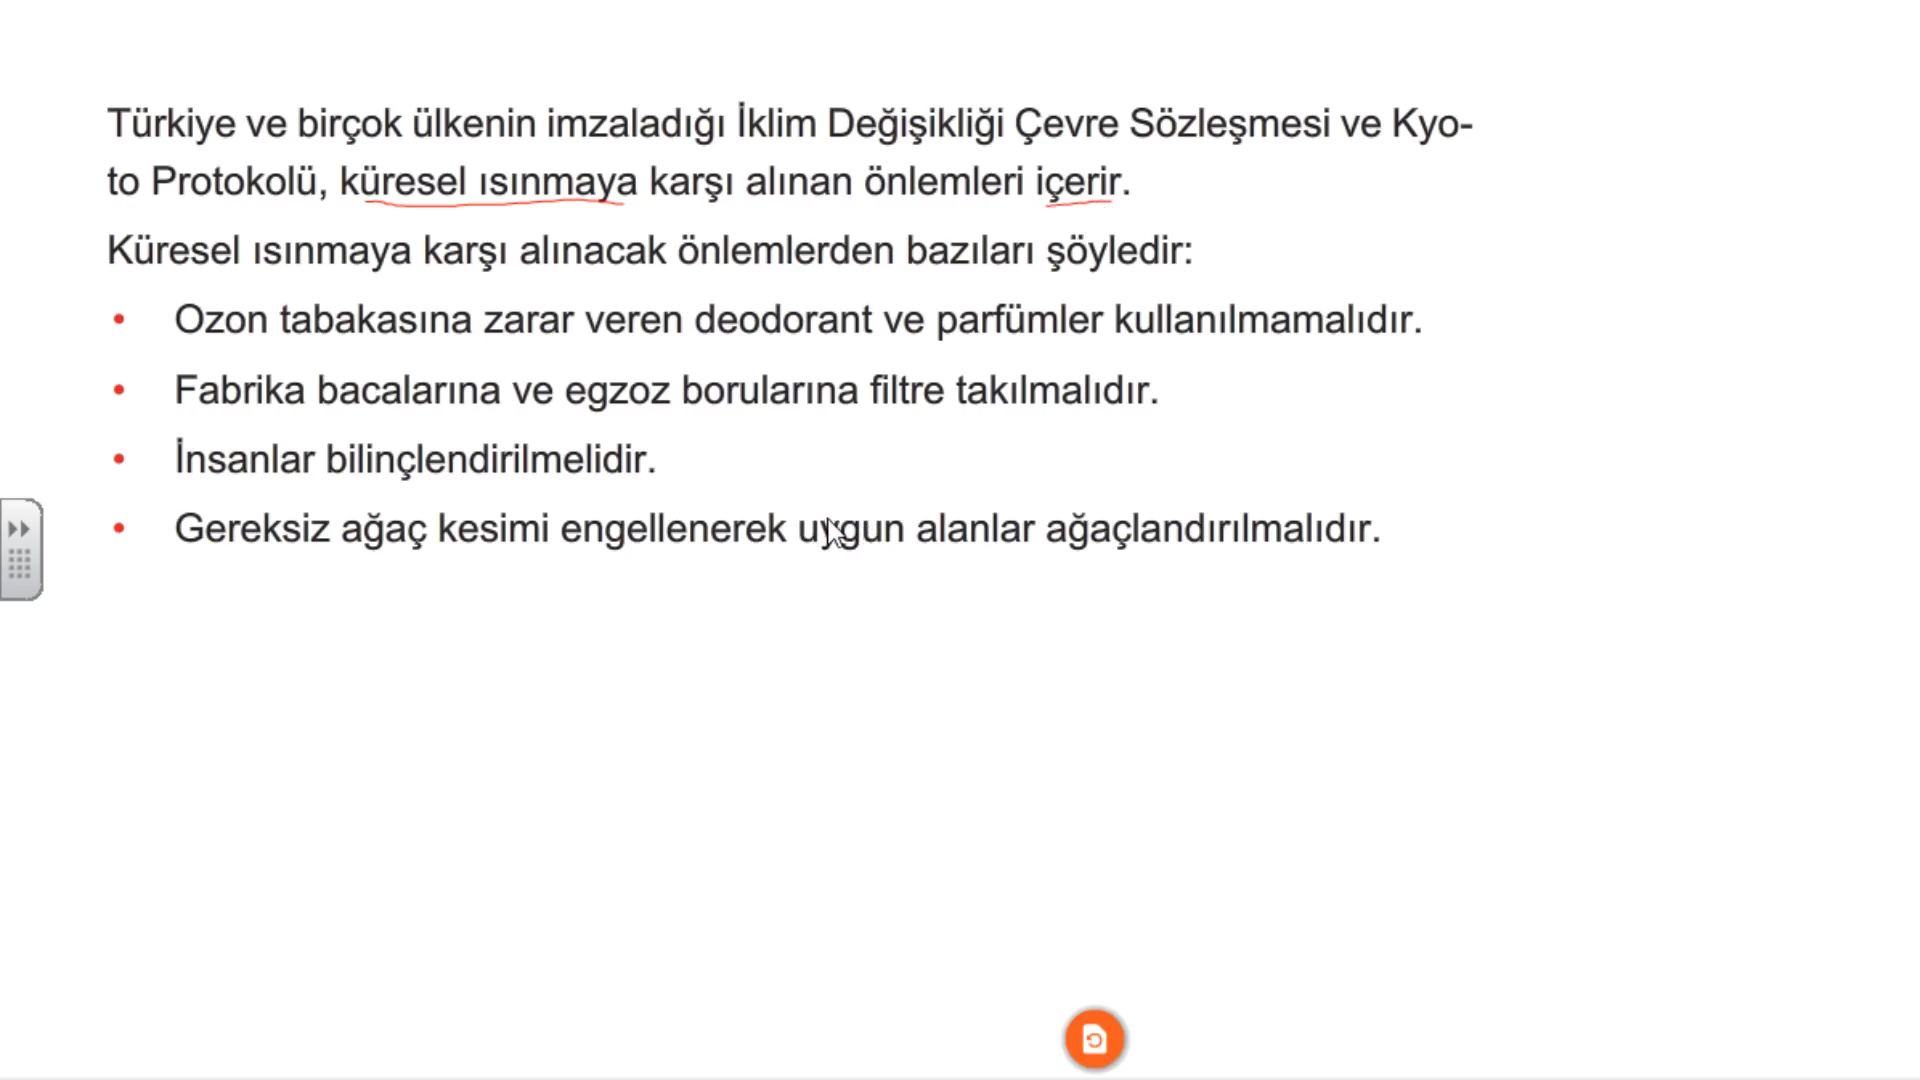 Türkiye ve birçok ülkenin imzaladığı İklim Değişikliği Çevre Sözleşmesi ve Kyo-
to Protokolü, küresel ısınmaya karşı alınan önlemleri içerir.
Küresel ısınmaya karşı alınacak önlemlerden bazıları şöyledir:
• Ozon tabakasına zarar veren deodorant ve parfümler kullanılmamalıdır.
• Fabrika bacalarına ve egzoz borularına filtre takılmalıdır.
• İnsanlar bilinçlendirilmelidir.
• Gereksiz ağaç kesimi engellenerek uygun alanlar ağaçlandırılmalıdır.